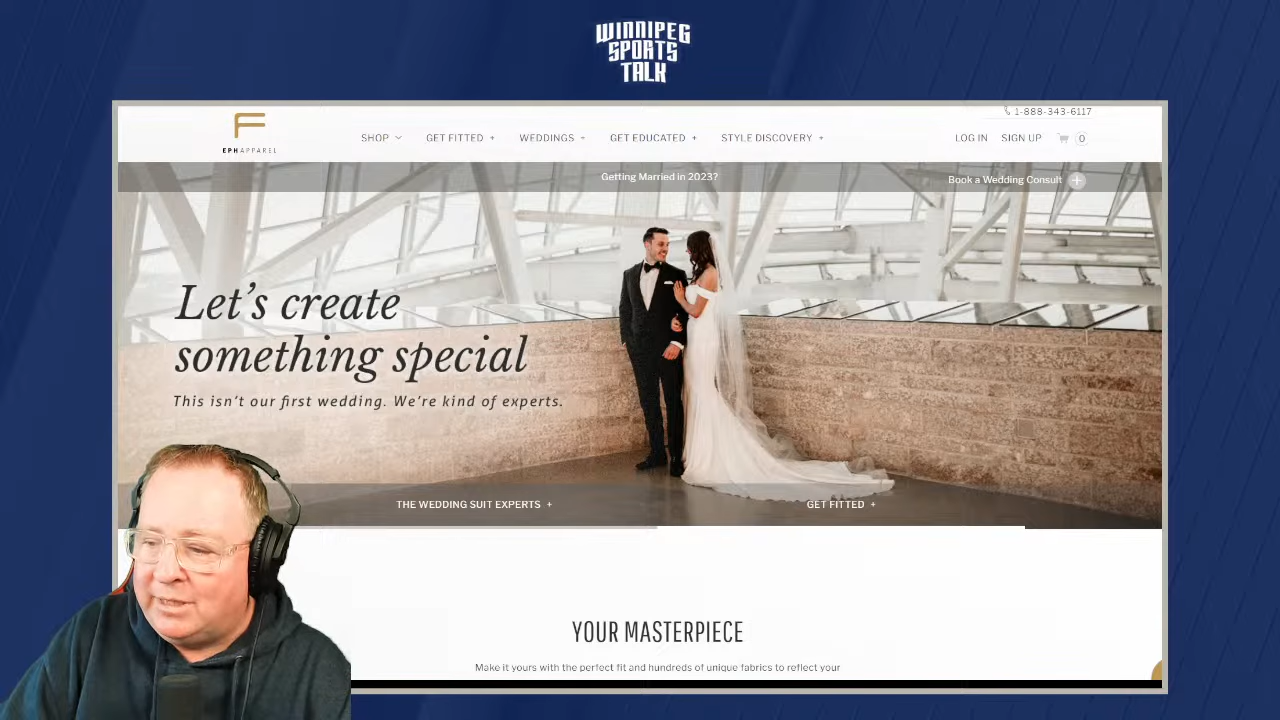 WINNIPEG
SPORTS
TALK
1-888-343-6117
EPHAPPAREL
SHOP
GET FITTED +
WEDDINGS +
GET EDUCATED +
STYLE DISCOVERY +
LOG IN
SIGN UP
0
Getting Married in 2023?
Book a Wedding Consult +
Let's create
something special
This isn't our first wedding. We're kind of experts.
THE WEDDING SUIT EXPERTS +
GET FITTED +
YOUR MASTERPIECE
Make it yours with the perfect fit and hundreds of unique fabrics to reflect your